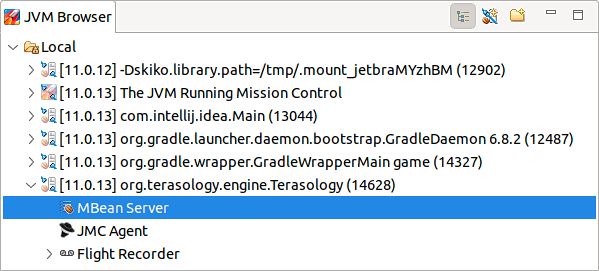 JVM Browser
Local
[11.0.12] -Dskiko.library.path=/tmp/.mount_jetbraMYzhBM (12902)
[11.0.13] The JVM Running Mission Control
[11.0.13] com.intellij.idea.Main (13044)
[11.0.13] org.gradle.launcher.daemon.bootstrap.GradleDaemon 6.8.2 (12487)
[11.0.13] org.gradle.wrapper.GradleWrapperMain game (14327)
[11.0.13] org.terasology.engine.Terasology (14628)
MBean Server
JMC Agent
Flight Recorder